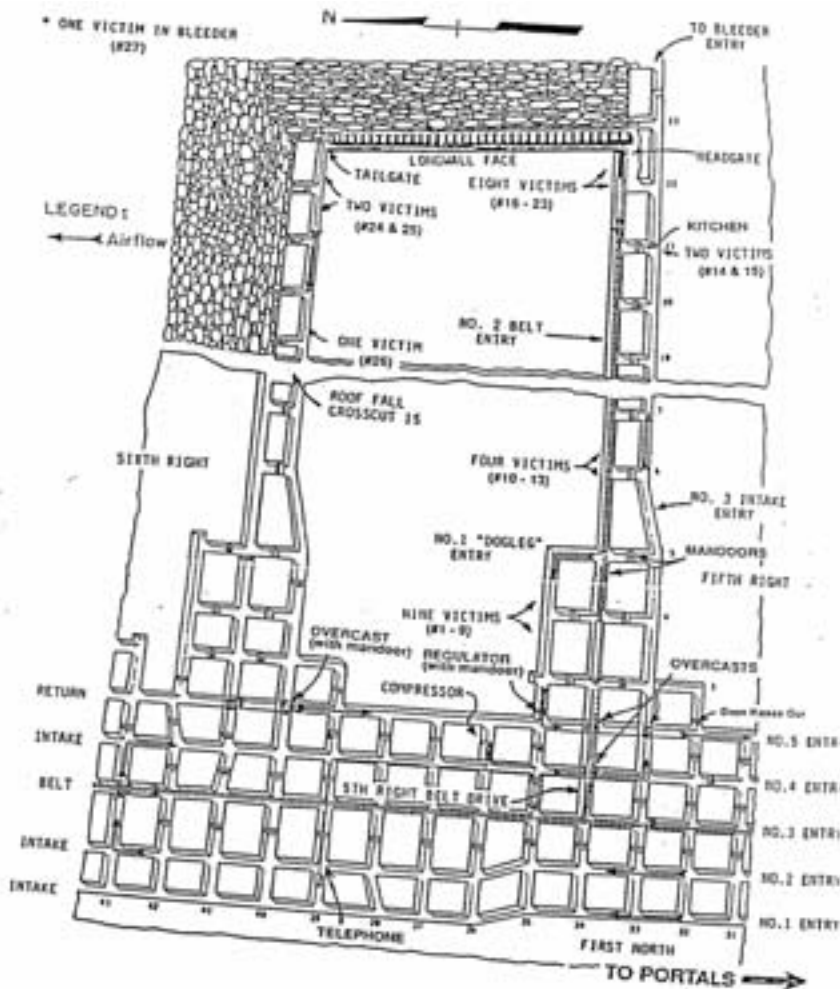 * ONE VICTIM IN BLEEDER
(#27)
N
TO BLEEDER
ENTRY
LONGWALL FACE
HEADGATE
TAILGATE
EIGHT VICTIMS
(#16 - 23)
LEGEND:
Airflow
TWO VICTIMS
(#24 & 25)
KITCHEN
TWO VICTIMS
(#14 & 15)
NO. 2 BELT
ENTRY
ONE VICTIM
(#26)
ROOF FALL
CROSSCUT 15
SIXTH RIGHT
FOUR VICTIMS
(#10 - 13)
NO. 3 INTAKE
ENTRY
NO.1 "DOGLEG"
ENTRY
MANDOORS
FIFTH RIGHT
NINE VICTIMS
(#1 - 9)
OVERCAST
(with mandoor)
REGULATOR
(with mandoor)
OVERCASTS
COMPRESSOR
RETURN
INTAKE
BELT
INTAKE
INTAKE
NO.5 ENTR
NO.4 ENTR
NO.3 ENTR
NO.2 ENTRY
NO.1 ENTRY
5TH RIGHT BELT DRIVE
TELEPHONE
FIRST NORTH
TO PORTALS